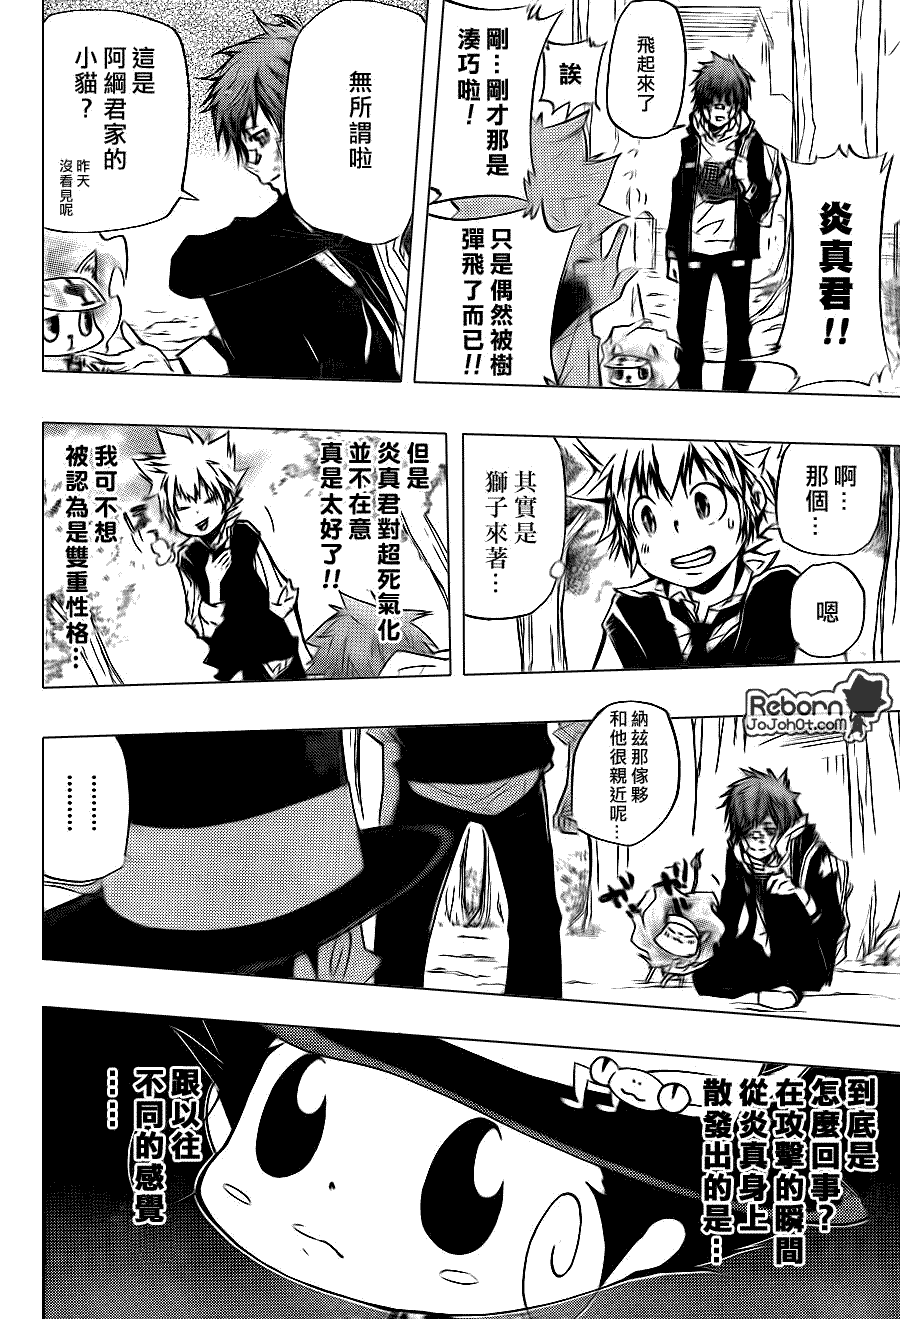 炎真君!!
飛起來了
誒
剛…剛才那是
湊巧啦!
只是偶然被樹
彈飛了而已!!
無所謂啦
這是
阿綱君家的
小貓?
昨天
沒看見呢
啊…
那個…
嗯
其實是
獅子來著…
但是
炎真君對超死氣化
並不在意
真是太好了!!
我可不想
被認為是雙重性格…
Reborn
JoJoh0t.com
納茲那傢夥
和他很親近呢…
ガガ
………
到底是
怎麼回事?
在攻擊的瞬間
從炎真身上
散發出的是…
跟以往
不同的感覺
……